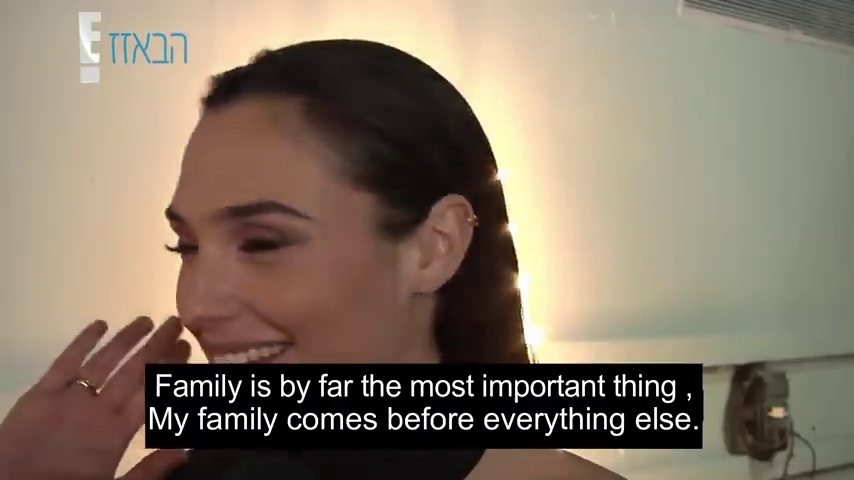 E!
הבאזז
Family is by far the most important thing ,
My family comes before everything else.